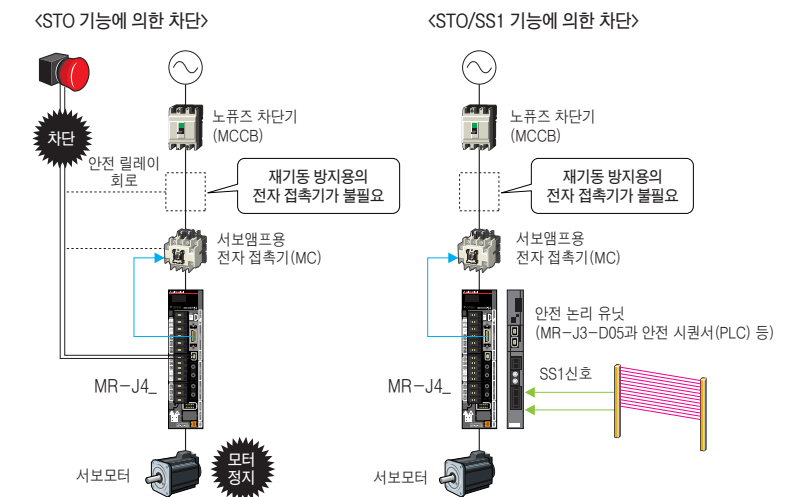 <STO 기능에 의한 차단>
차단
노퓨즈 차단기
(MCCB)
안전 릴레이
회로
재기동 방지용의
전자 접촉기가 불필요
서보앰프용
전자 접촉기(MC)
MR-J4_
서보모터
모터
정지
<STO/SS1 기능에 의한 차단>
노퓨즈 차단기
(MCCB)
재기동 방지용의
전자 접촉기가 불필요
서보앰프용
전자 접촉기(MC)
안전 논리 유닛
(MR-J3-D05과 안전 시퀀서(PLC) 등)
SS1신호
MR-J4_
서보모터